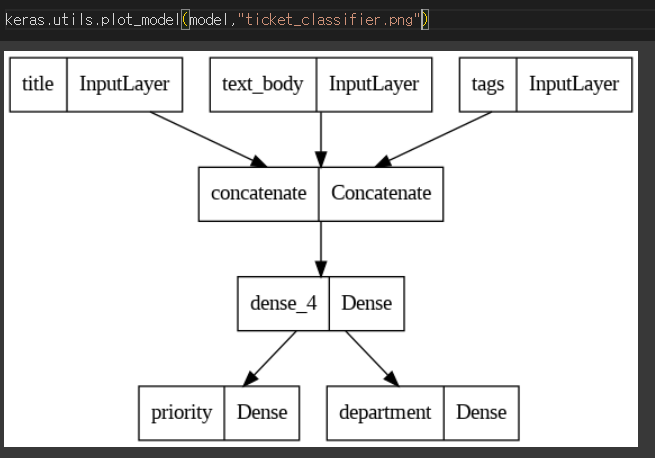 keras.utils.plot_model(model,"ticket_classifier.png")
title InputLayer text_body InputLayer tags InputLayer
concatenate Concatenate
dense_4 Dense
priority Dense department Dense